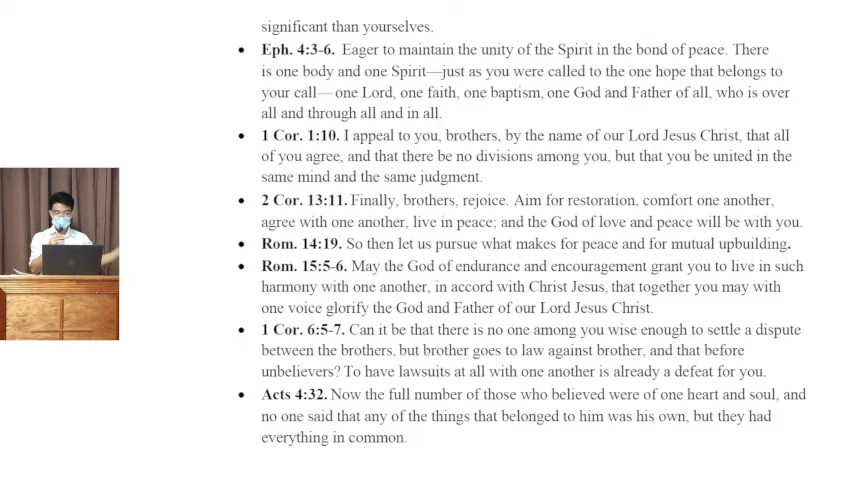 significant than yourselves.
• Eph. 4:3-6. Eager to maintain the unity of the Spirit in the bond of peace. There
is one body and one Spirit—just as you were called to the one hope that belongs to
your call—one Lord, one faith, one baptism, one God and Father of all, who is over
all and through all and in all.
• 1 Cor. 1:10. I appeal to you, brothers, by the name of our Lord Jesus Christ, that all
of you agree, and that there be no divisions among you, but that you be united in the
same mind and the same judgment.
• 2 Cor. 13:11. Finally, brothers, rejoice. Aim for restoration, comfort one another,
agree with one another, live in peace; and the God of love and peace will be with you.
• Rom. 14:19. So then let us pursue what makes for peace and for mutual upbuilding.
• Rom. 15:5-6. May the God of endurance and encouragement grant you to live in such
harmony with one another, in accord with Christ Jesus, that together you may with
one voice glorify the God and Father of our Lord Jesus Christ.
• 1 Cor. 6:5-7. Can it be that there is no one among you wise enough to settle a dispute
between the brothers, but brother goes to law against brother, and that before
unbelievers? To have lawsuits at all with one another is already a defeat for you.
• Acts 4:32. Now the full number of those who believed were of one heart and soul, and
no one said that any of the things that belonged to him was his own, but they had
everything in common.